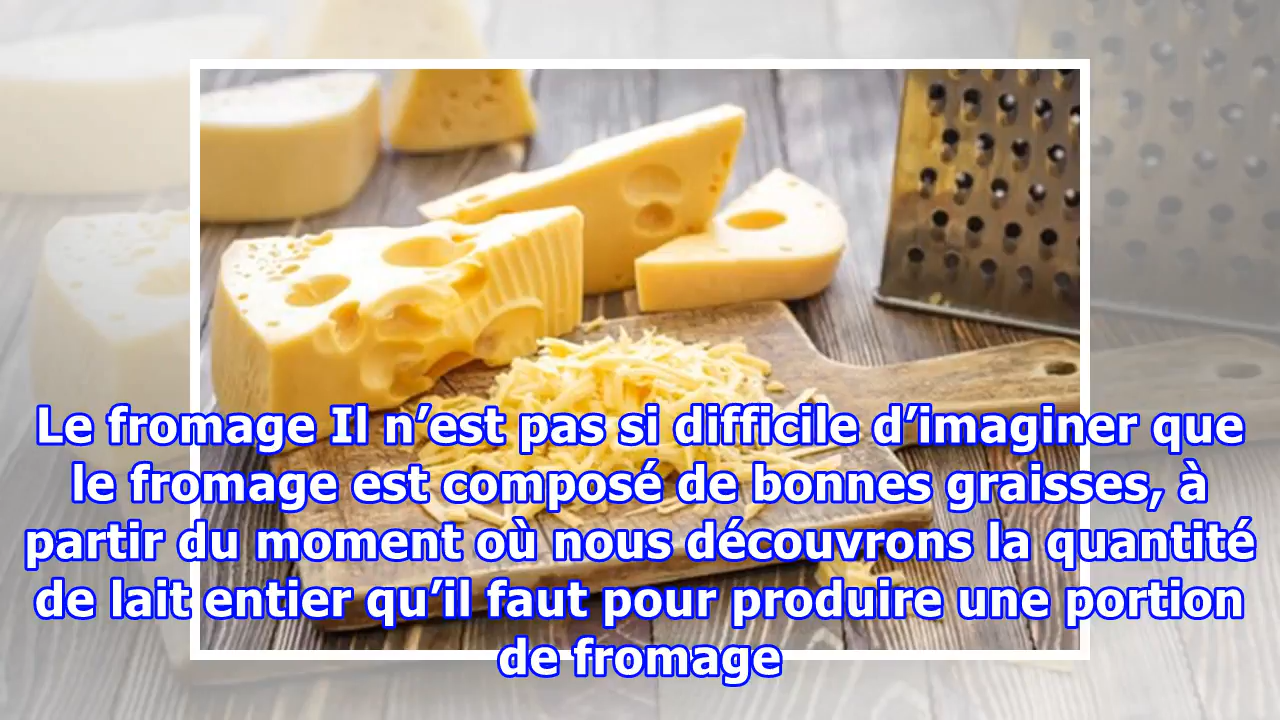 Le fromage Il n’est pas si difficile d’imaginer que
le fromage est composé de bonnes graisses, à
partir du moment où nous découvrons la quantité
de lait entier qu’il faut pour produire une portion
de fromage